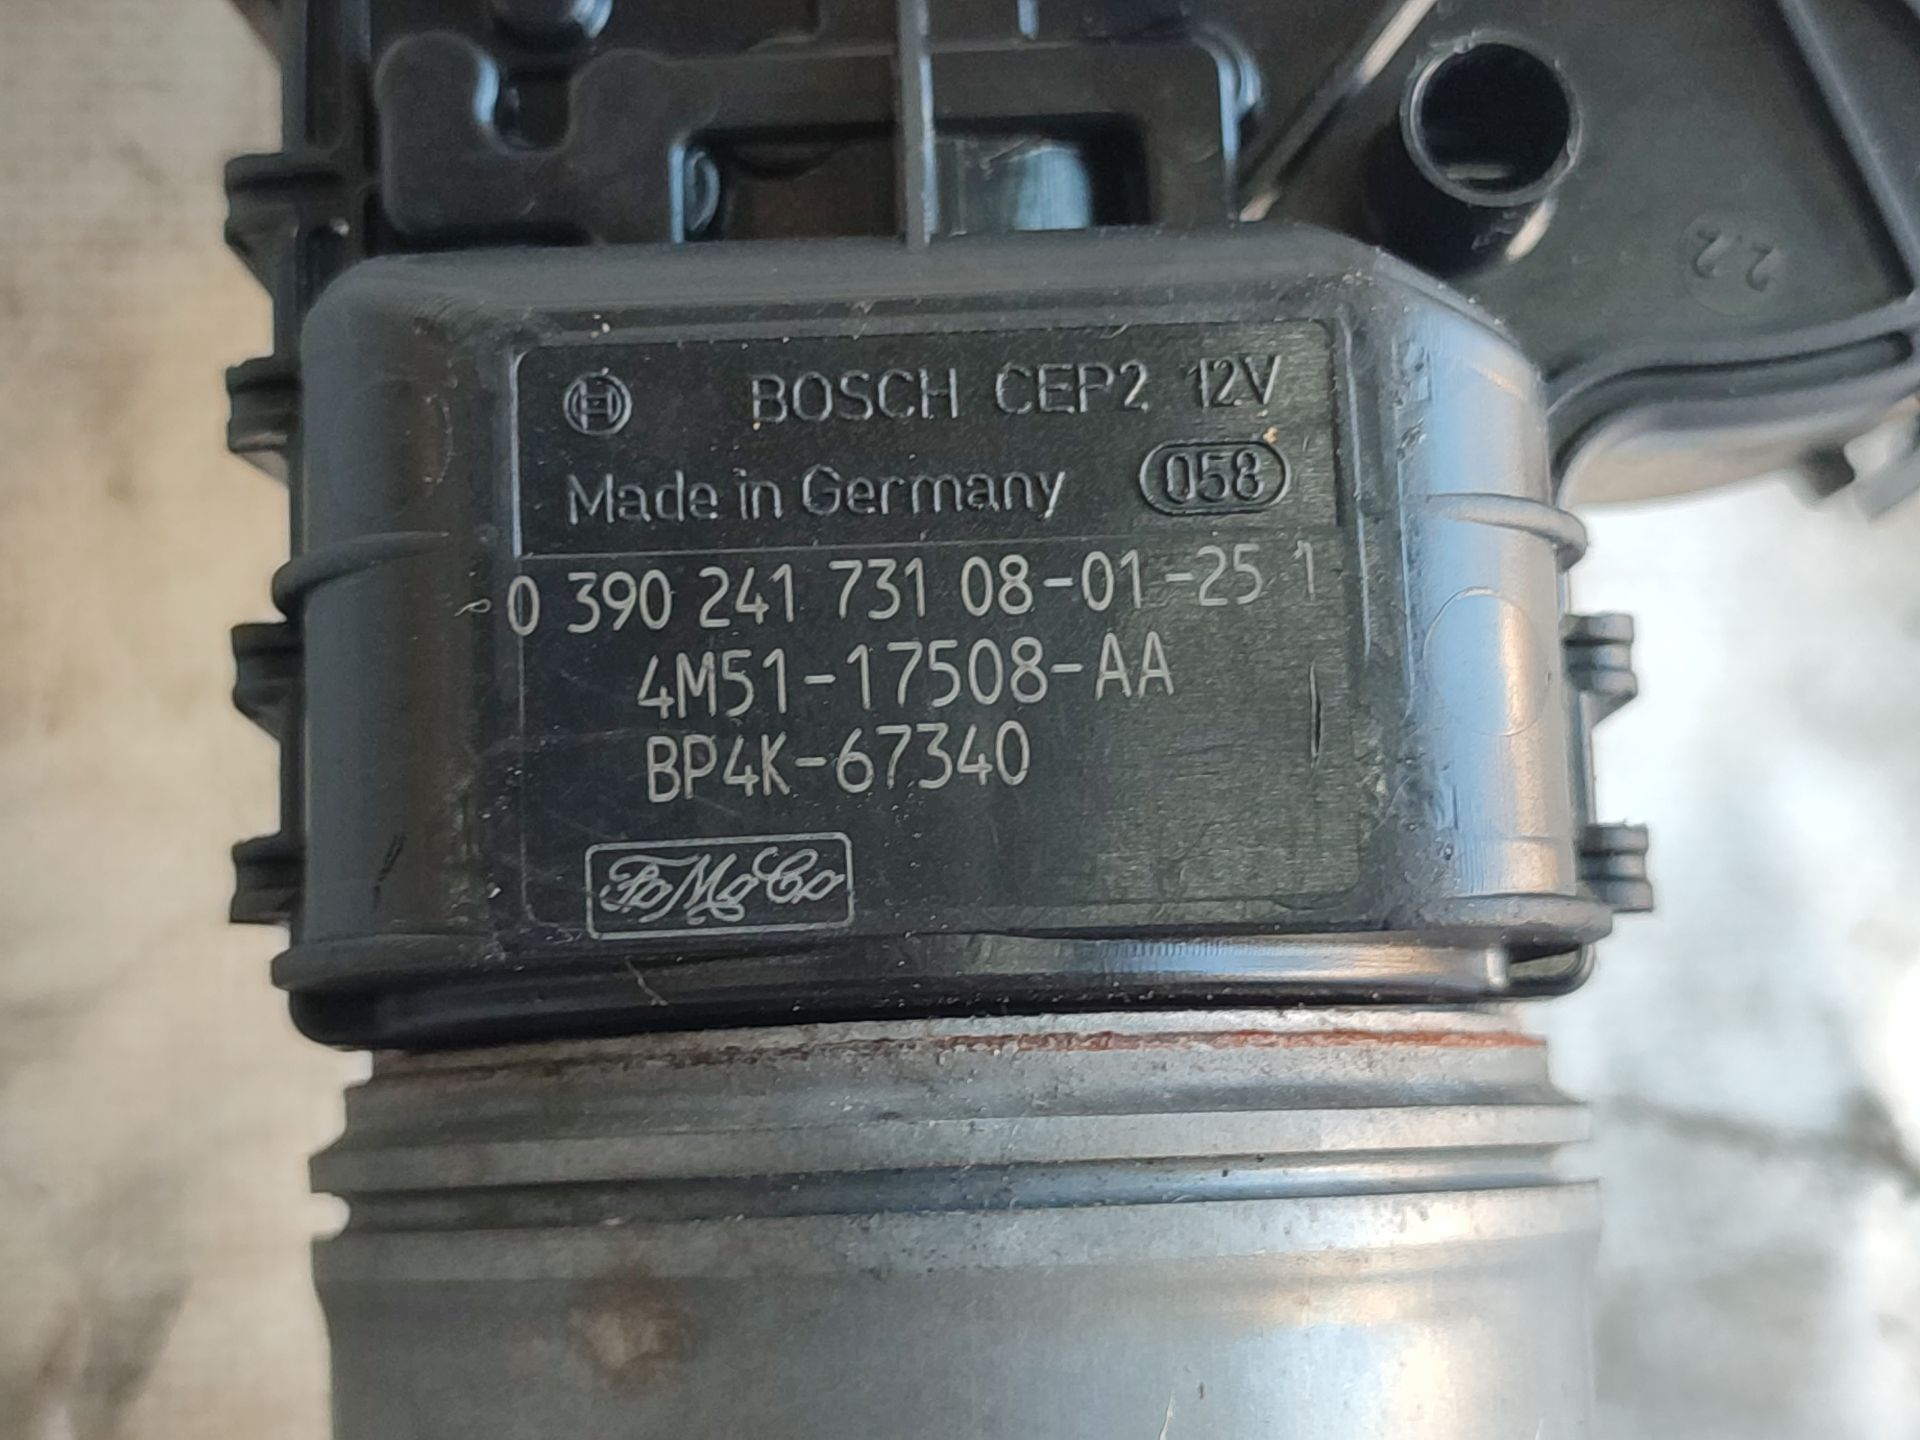 BOSCH CEP2 12V
Made in Germany 058
0 390 241 731 08-01-25 1
4M51-17508-AA
BP4K-67340
FoMoCo
22